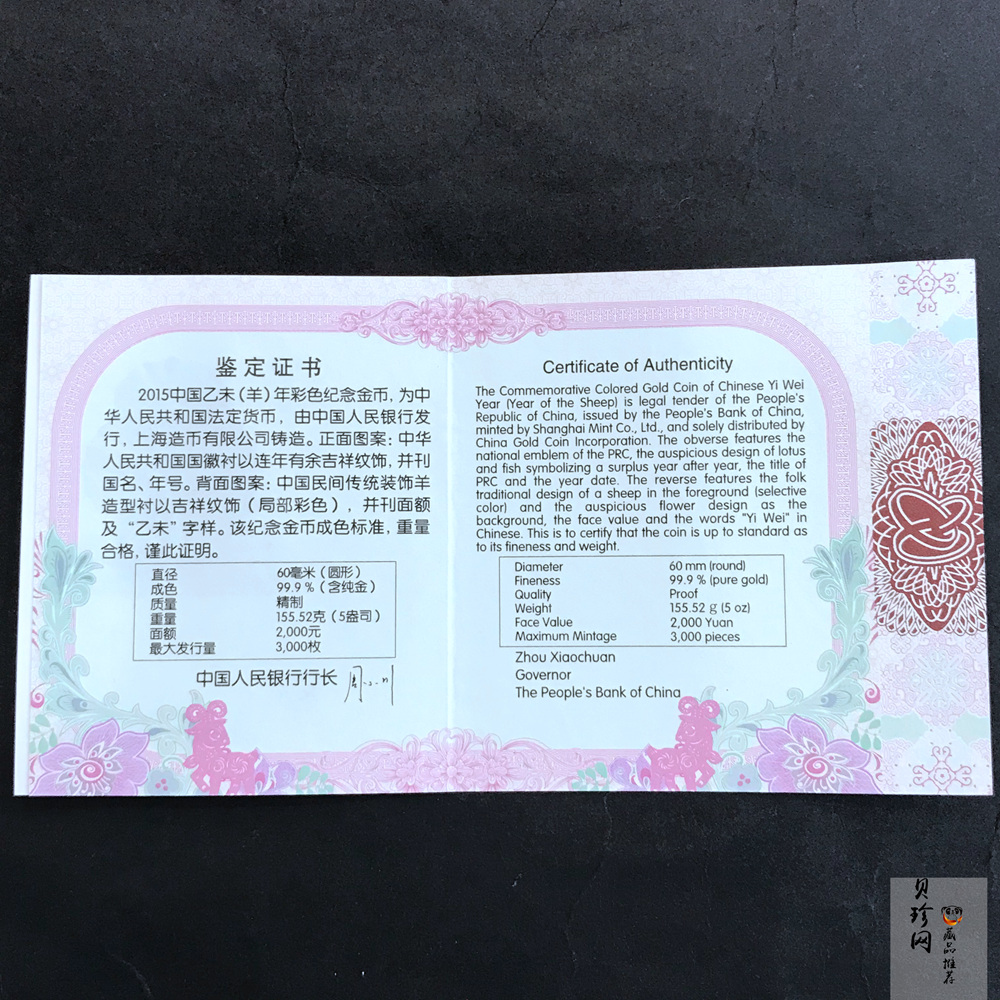 鉴定证书
2015中国乙未（羊）年彩色纪念金币，为中
华人民共和国法定货币，由中国人民银行发
行，上海造币有限公司铸造。正面图案：中华
人民共和国国徽衬以连年有余吉祥纹饰，并刊
国名、年号。背面图案：中国民间传统装饰羊
造型衬以吉祥纹饰（局部彩色），并刊面额
及“乙未”字样。该纪念金币成色标准，重量
合格，谨此证明。
直径 60毫米（圆形）
成色 99.9％（含纯金）
质量 精制
重量 155.52克（5盎司）
面额 2,000元
最大发行量 3,000枚
中国人民银行行长
Certificate of Authenticity
The Commemorative Colored Gold Coin of Chinese Yi Wei
Year (Year of the Sheep) is legal tender of the People's
Republic of China, issued by the People's Bank of China,
minted by Shanghai Mint Co., Ltd., and solely distributed by
China Gold Coin Incorporation. The obverse features the
national emblem of the PRC, the auspicious design of lotus
and fish symbolizing a surplus year after year, the title of
PRC and the year date. The reverse features the folk
traditional design of a sheep in the foreground (selective
color) and the auspicious flower design as the
background, the face value and the words "Yi Wei" in
Chinese. This is to certify that the coin is up to standard as
to its fineness and weight.
Diameter 60 mm (round)
Fineness 99.9 % (pure gold)
Quality Proof
Weight 155.52 g (5 oz)
Face Value 2,000 Yuan
Maximum Mintage 3,000 pieces
Zhou Xiaochuan
Governor
The People's Bank of China
贝珍网
藏品推荐